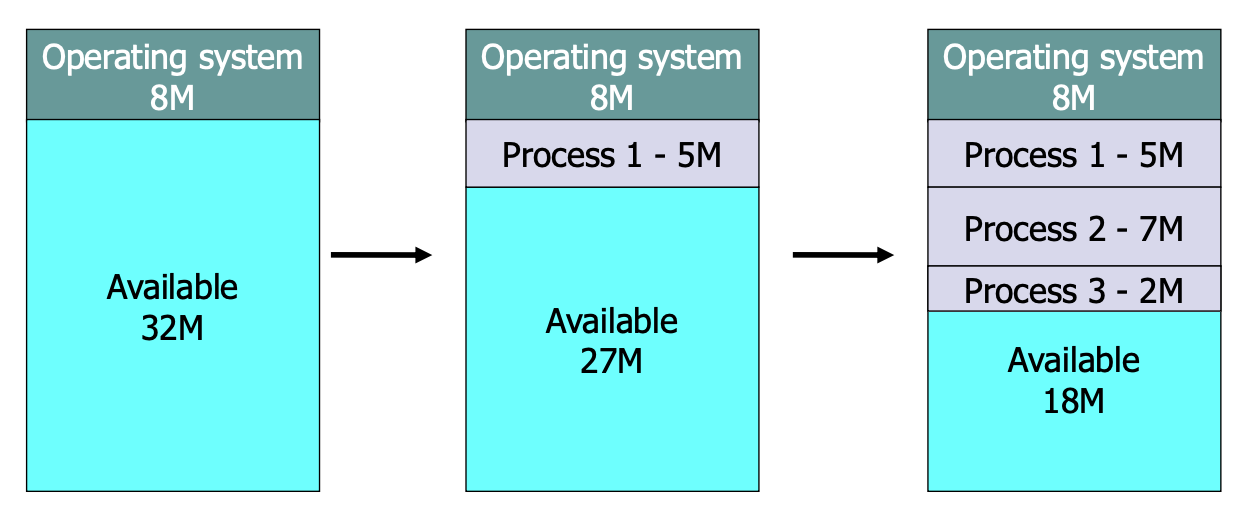 Operating system
8M
Available
32M
Operating system
8M
Process 1 - 5M
Available
27M
Operating system
8M
Process 1 - 5M
Process 2 - 7M
Process 3 - 2M
Available
18M